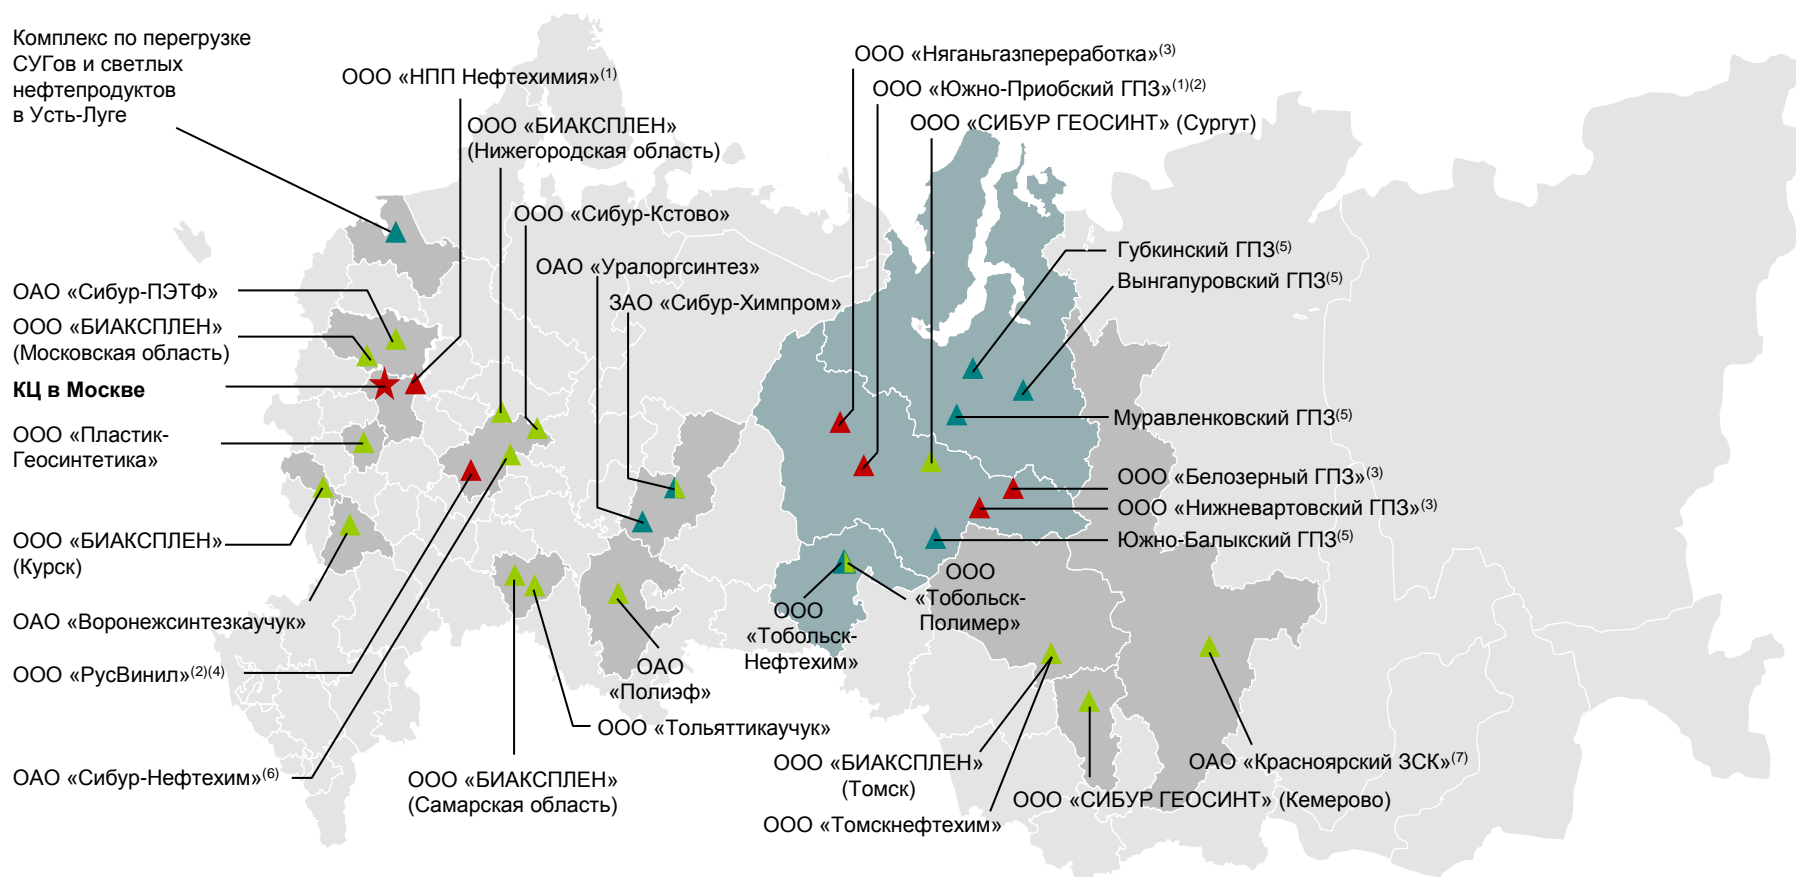 Комплекс по перегрузке
СУГов и светлых
нефтепродуктов
в Усть-Луге
ООО «НПП Нефтехимия»(1)
ООО «БИАКСПЛЕН»
(Нижегородская область)
ООО «Сибур-Кстово»
ОАО «Уралоргсинтез»
ЗАО «Сибур-Химпром»
ООО «Няганьгазпереработка»(3)
ООО «Южно-Приобский ГПЗ»(1)(2)
ООО «СИБУР ГЕОСИНТ» (Сургут)
Губкинский ГПЗ(5)
Вынгапуровский ГПЗ(5)
Муравленковский ГПЗ(5)
ООО «Белозерный ГПЗ»(3)
ООО «Нижневартовский ГПЗ»(3)
Южно-Балыкский ГПЗ(5)
ОАО «Сибур-ПЭТФ»
ООО «БИАКСПЛЕН»
(Московская область)
КЦ в Москве
ООО «Пластик-
Геосинтетика»
ООО «БИАКСПЛЕН»
(Курск)
ОАО «Воронежсинтезкаучук»
ООО «РусВинил»(2)(4)
ОАО «Сибур-Нефтехим»(6)
ООО «БИАКСПЛЕН»
(Самарская область)
ООО «Тольяттикаучук»
ОАО
«Полиэф»
ООО
«Тобольск-
Нефтехим»
ООО
«Тобольск-
Полимер»
ООО «БИАКСПЛЕН»
(Томск)
ООО «Томскнефтехим»
ООО «СИБУР ГЕОСИНТ» (Кемерово)
ОАО «Красноярский ЗСК»(7)